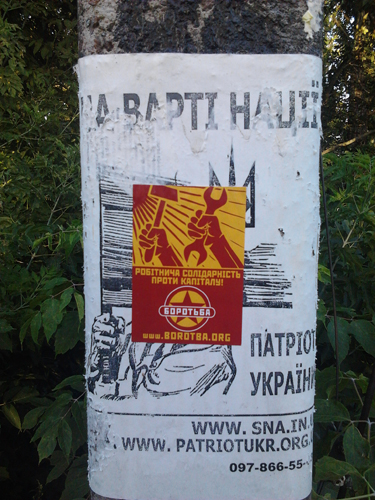 НА ВАРТІ НАЦІЇ
РОБІТНИЧА СОЛІДАРНІСТЬ
ПРОТИ КАПІТАЛУ!
БОРОТЬБА
WWW.BOROTBA.ORG
ПАТРІОТ
УКРАЇНИ
WWW. SNA.IN.U
WWW. PATRIOTUKR.ORG.
097-866-55-